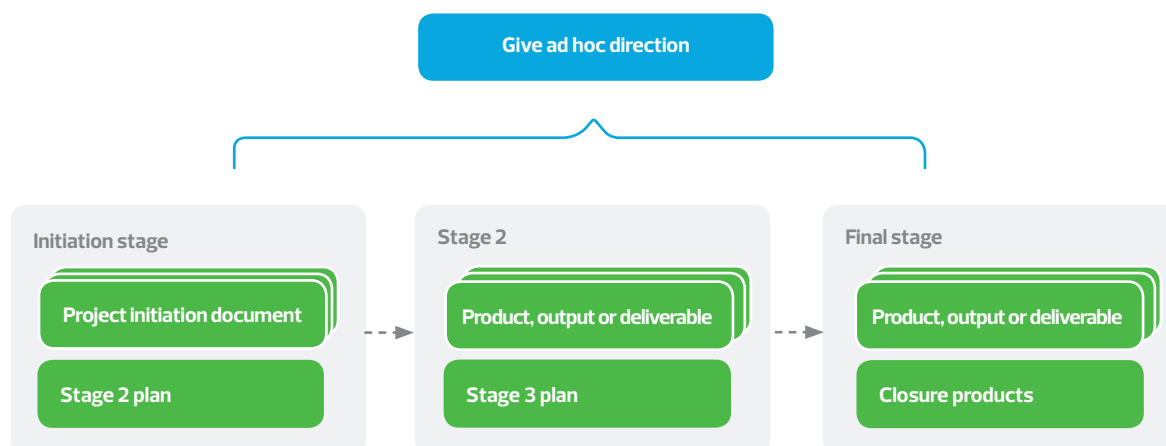 Give ad hoc direction
Initiation stage
Project initiation document
Stage 2 plan
Stage 2
Product, output or deliverable
Stage 3 plan
Final stage
Product, output or deliverable
Closure products